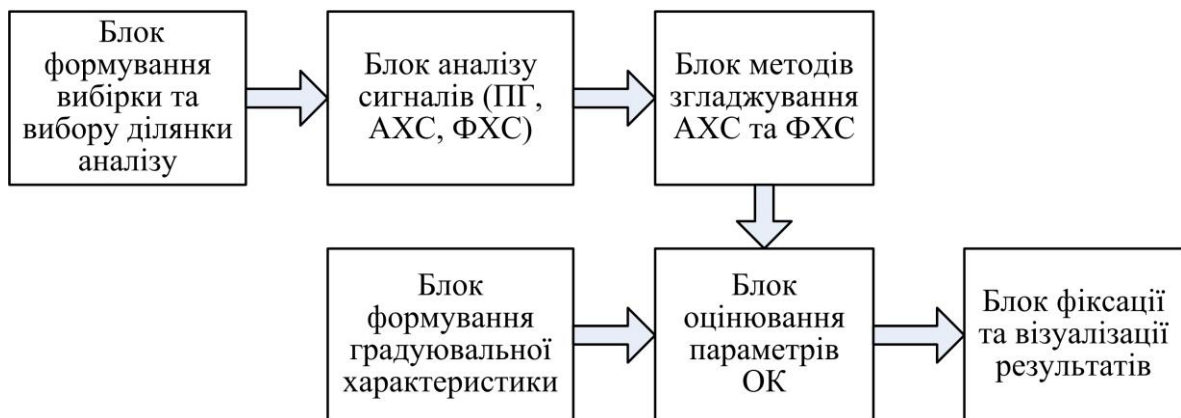 Блок
формування
вибірки та
вибору ділянки
аналізу
Блок аналізу
сигналів (ПГ,
АХС, ФХС)
Блок методів
згладжування
АХС та ФХС
Блок
формування
градуювальної
характеристики
Блок
оцінювання
параметрів
ОК
Блок фіксації
та візуалізації
результатів